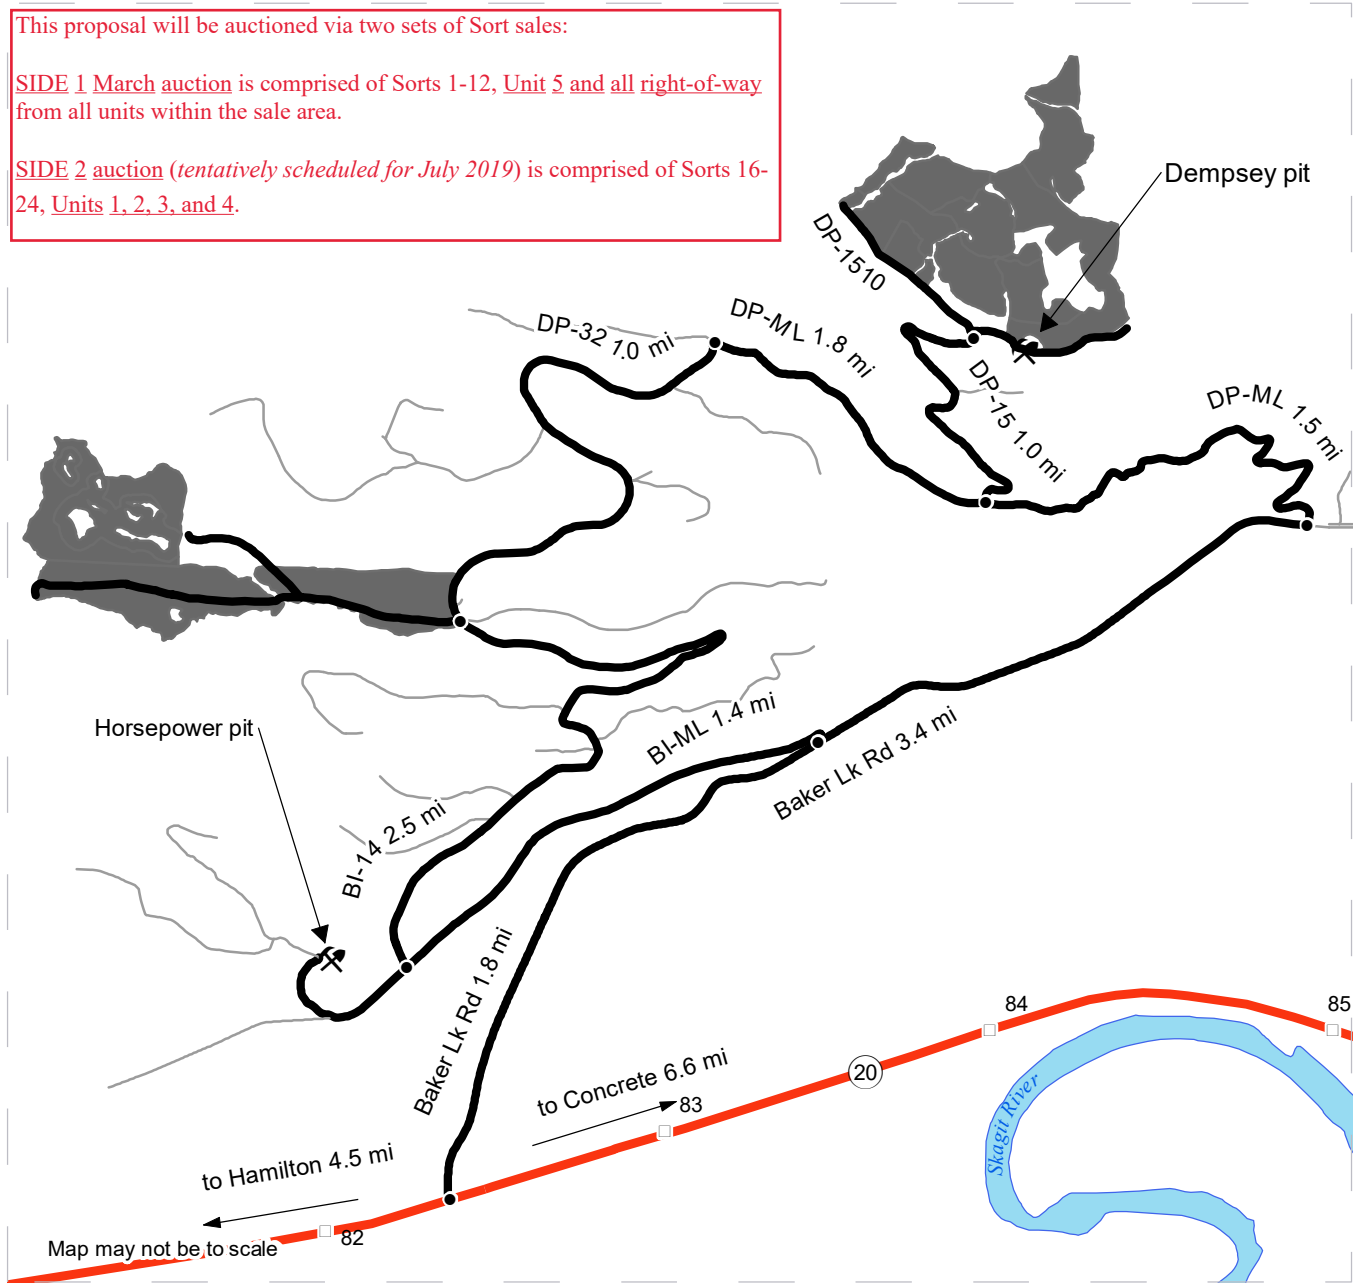 This proposal will be auctioned via two sets of Sort sales:
SIDE 1 March auction is comprised of Sorts 1-12, Unit 5 and all right-of-way
from all units within the sale area.
SIDE 2 auction (tentatively scheduled for July 2019) is comprised of Sorts 16-
24, Units 1, 2, 3, and 4.
Dempsey pit
DP-1510
DP-32 1.0 mi
DP-ML 1.8 mi
DP-15 1.0 mi
DP-ML 1.5 mi
Horsepower pit
BI-ML 1.4 mi
Baker Lk Rd 3.4 mi
BI-14 2.5 mi
Baker Lk Rd 1.8 mi
84
85
20
to Concrete 6.6 mi
83
Skagit River
to Hamilton 4.5 mi
82
Map may not be to scale